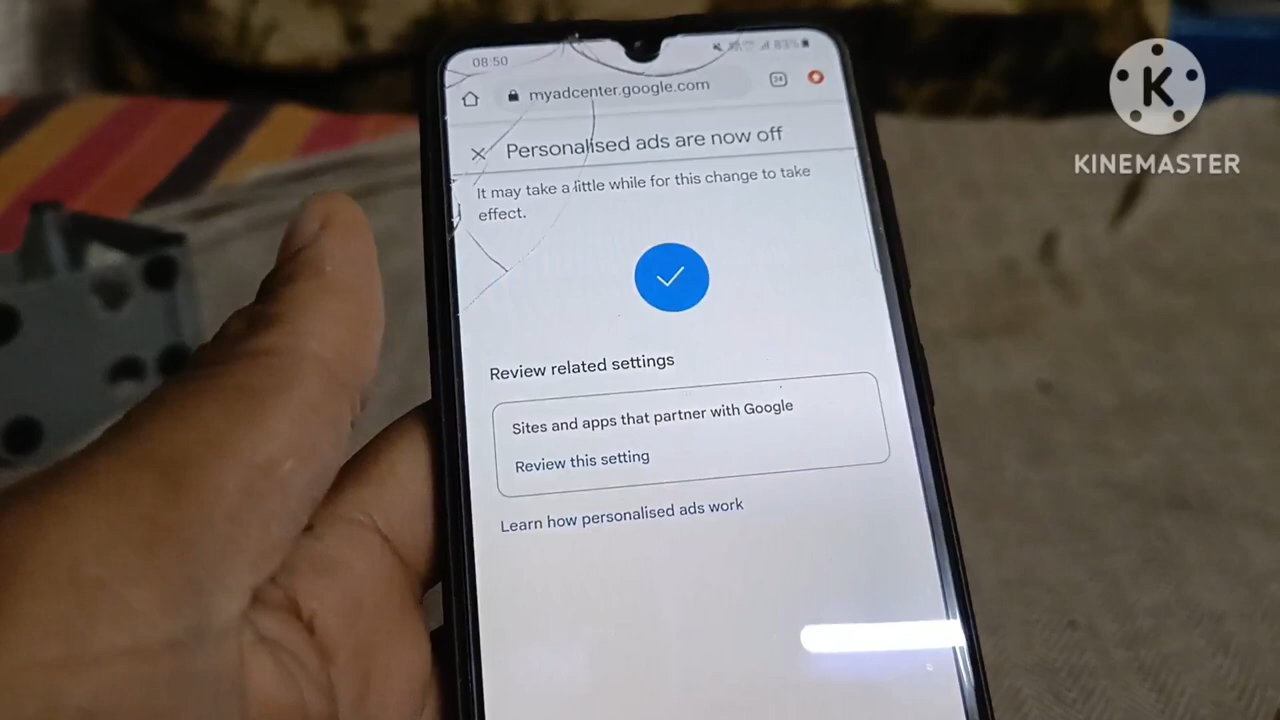 08:50
83%
myadcenter.google.com
Personalised ads are now off
It may take a little while for this change to take
effect.
Review related settings
Sites and apps that partner with Google
Review this setting
Learn how personalised ads work
K
KINEMASTER